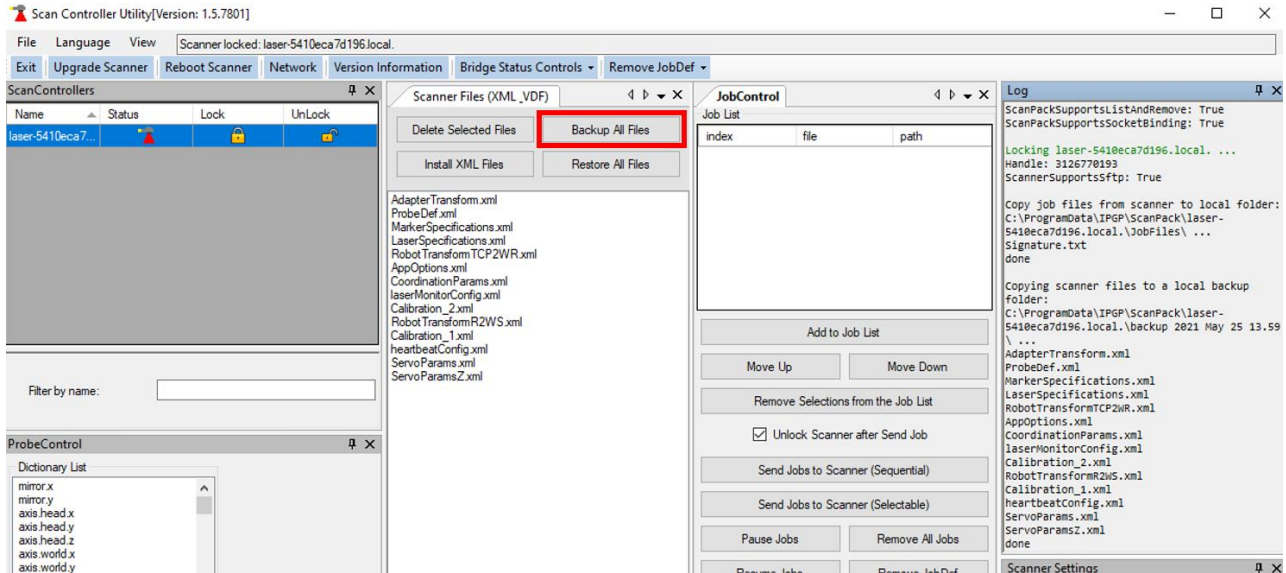 Scan Controller Utility[Version: 1.5.7801]
File Language View Scanner locked: laser-5410eca7d196.local.
Exit Upgrade Scanner Reboot Scanner Network Version Information Bridge Status Controls Remove JobDef
ScanControllers
Name Status Lock UnLock
laser-5410eca7...
Filter by name:
ProbeControl
Dictionary List
mirror.x
mirror.y
axis.head.x
axis.head.y
axis.head.z
axis.world.x
axis.world.y
Scanner Files (XML_VDF)
Delete Selected Files Backup All Files
Install XML Files Restore All Files
AdapterTransform.xml
ProbeDef.xml
MarkerSpecifications.xml
LaserSpecifications.xml
RobotTransformTCP2WR.xml
AppOptions.xml
CoordinationParams.xml
laserMonitorConfig.xml
Calibration_2.xml
RobotTransformR2WS.xml
Calibration_1.xml
heartbeatConfig.xml
ServoParams.xml
ServoParamsZ.xml
JobControl
Job List
index file path
Add to Job List
Move Up Move Down
Remove Selections from the Job List
Unlock Scanner after Send Job
Send Jobs to Scanner (Sequential)
Send Jobs to Scanner (Selectable)
Pause Jobs Remove All Jobs
Resume Jobs Remove JobDef
Log
ScanPackSupportsListAndRemove: True
ScanPackSupportsSocketBinding: True
Locking laser-5410eca7d196.local. ...
Handle: 3126770193
ScannerSupportsSftp: True
Copy job files from scanner to local folder:
C:\ProgramData\IPGP\ScanPack\laser-
5410eca7d196.local.\JobFiles\ ...
Signature.txt
done
Copying scanner files to a local backup
folder:
C:\ProgramData\IPGP\ScanPack\laser-
5410eca7d196.local.\backup 2021 May 25 13.59
\ ...
AdapterTransform.xml
ProbeDef.xml
MarkerSpecifications.xml
LaserSpecifications.xml
RobotTransformTCP2WR.xml
AppOptions.xml
CoordinationParams.xml
laserMonitorConfig.xml
Calibration_2.xml
RobotTransformR2WS.xml
Calibration_1.xml
heartbeatConfig.xml
ServoParams.xml
ServoParamsZ.xml
done
Scanner Settings